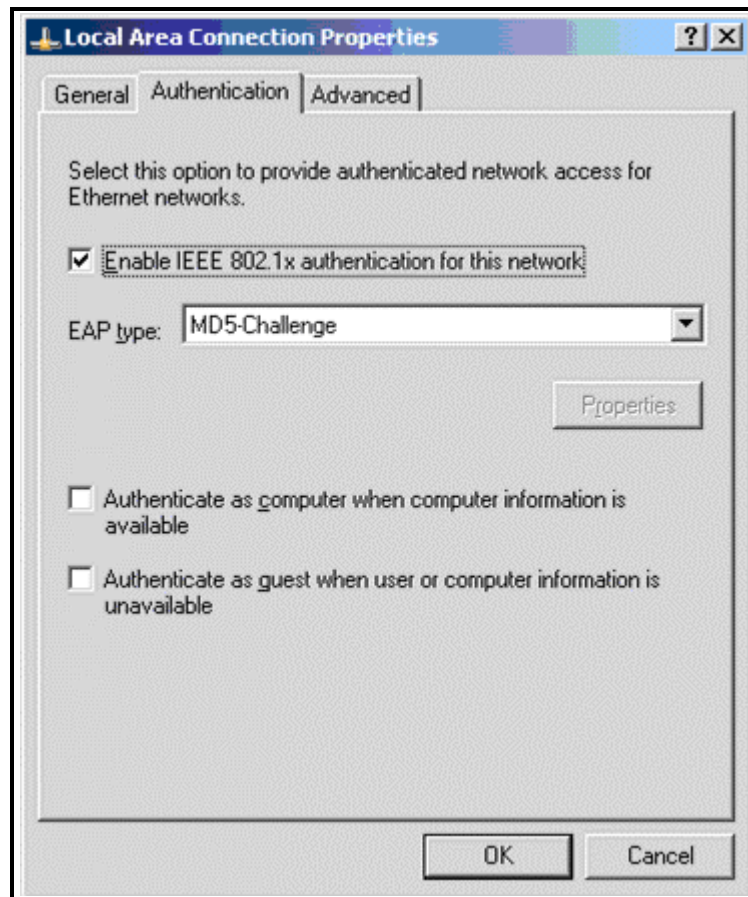 Local Area Connection Properties
General Authentication Advanced
Select this option to provide authenticated network access for
Ethernet networks.
Enable IEEE 802.1x authentication for this network
EAP type: MD5-Challenge
Properties
Authenticate as computer when computer information is
available
Authenticate as guest when user or computer information is
unavailable
OK Cancel